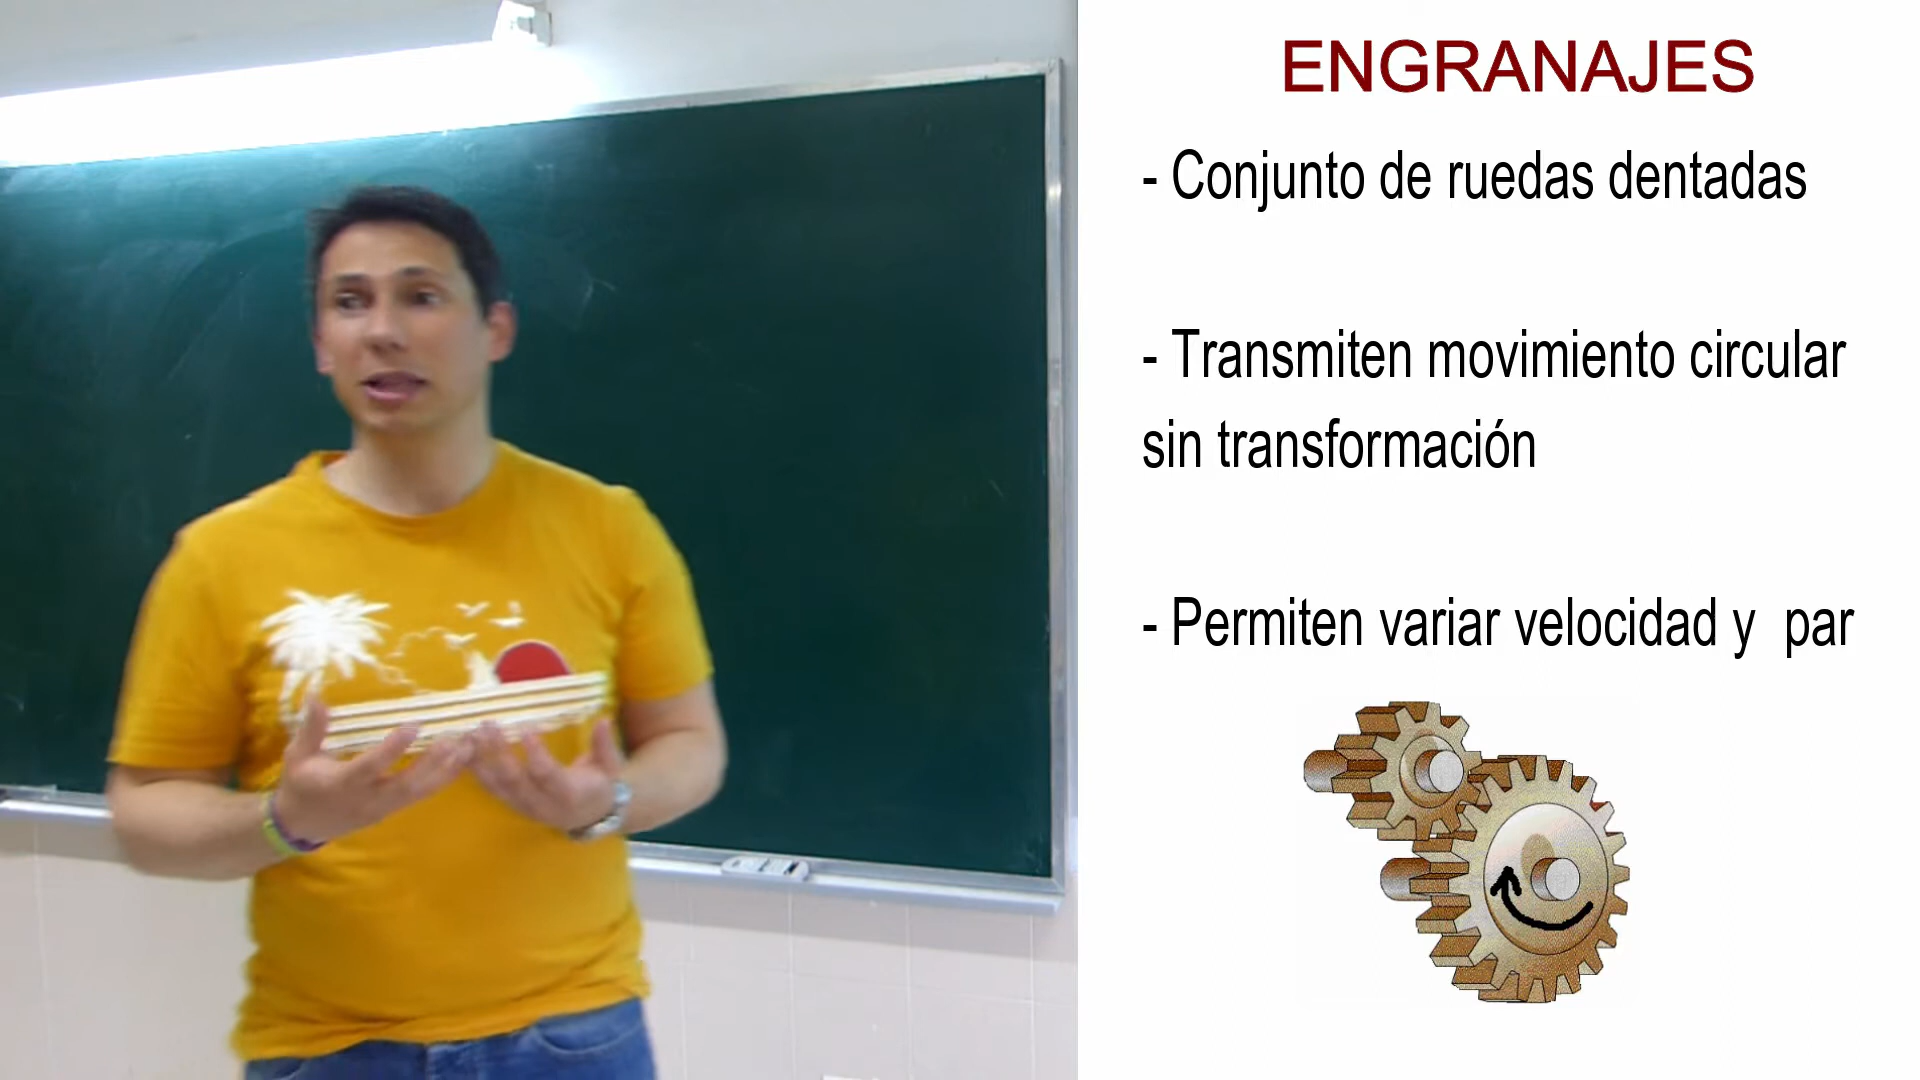 ENGRANAJES
- Conjunto de ruedas dentadas
- Transmiten movimiento circular
sin transformación
- Permiten variar velocidad y  par